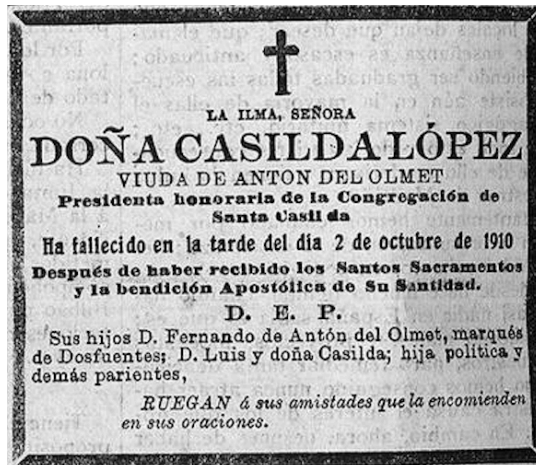 LA ILMA, SEÑORA
DOÑA CASILDA LÓPEZ
VIUDA DE ANTON DEL OLMET
Presidenta honoraria de la Congregación de
Santa Casilda
Ha fallecido en la tarde del día 2 de octubre de 1910
Después de haber recibido los Santos Sacramentos
y la bendición Apostólica de Su Santidad.
D. E. P.
Sus hijos D. Fernando de Antón del Olmet, marqués
de Dosfuentes; D. Luis y doña Casilda; hija política y
demás parientes,
RUEGAN á sus amistades que la encomienden
en sus oraciones.